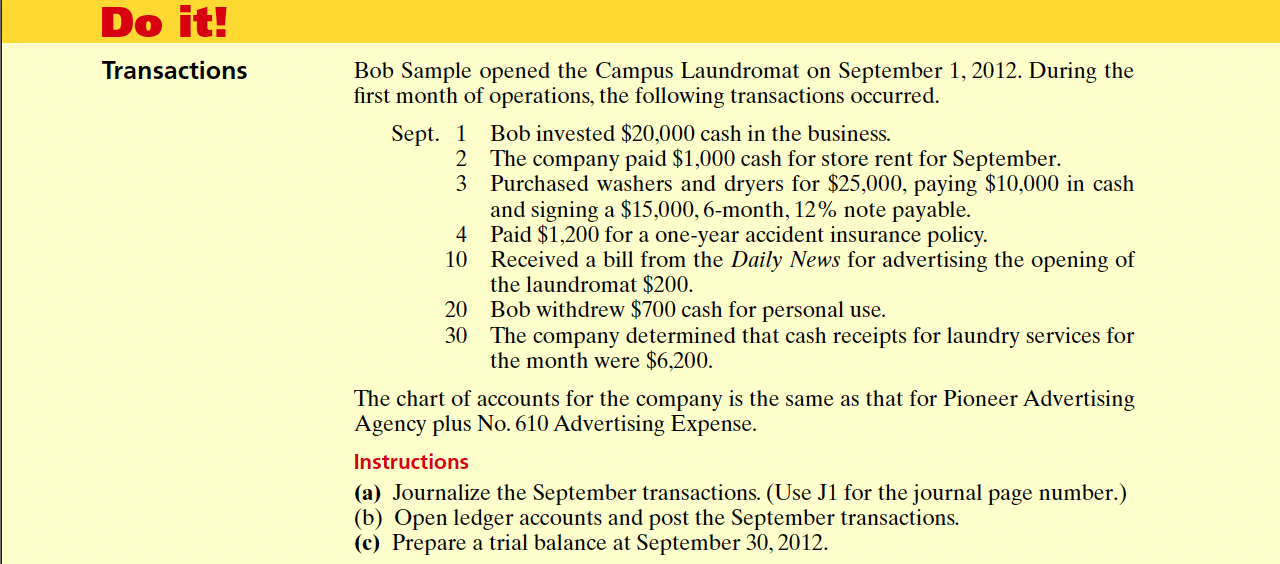 Do it!
Transactions
Bob Sample opened the Campus Laundromat on September 1, 2012. During the
first month of operations, the following transactions occurred.
Sept. 1 Bob invested $20,000 cash in the business.
2 The company paid $1,000 cash for store rent for September.
3 Purchased washers and dryers for $25,000, paying $10,000 in cash
and signing a $15,000, 6-month, 12% note payable.
4 Paid $1,200 for a one-year accident insurance policy.
10 Received a bill from the Daily News for advertising the opening of
the laundromat $200.
20 Bob withdrew $700 cash for personal use.
30 The company determined that cash receipts for laundry services for
the month were $6,200.
The chart of accounts for the company is the same as that for Pioneer Advertising
Agency plus No. 610 Advertising Expense.
Instructions
(a) Journalize the September transactions. (Use J1 for the journal page number.)
(b) Open ledger accounts and post the September transactions.
(c) Prepare a trial balance at September 30, 2012.